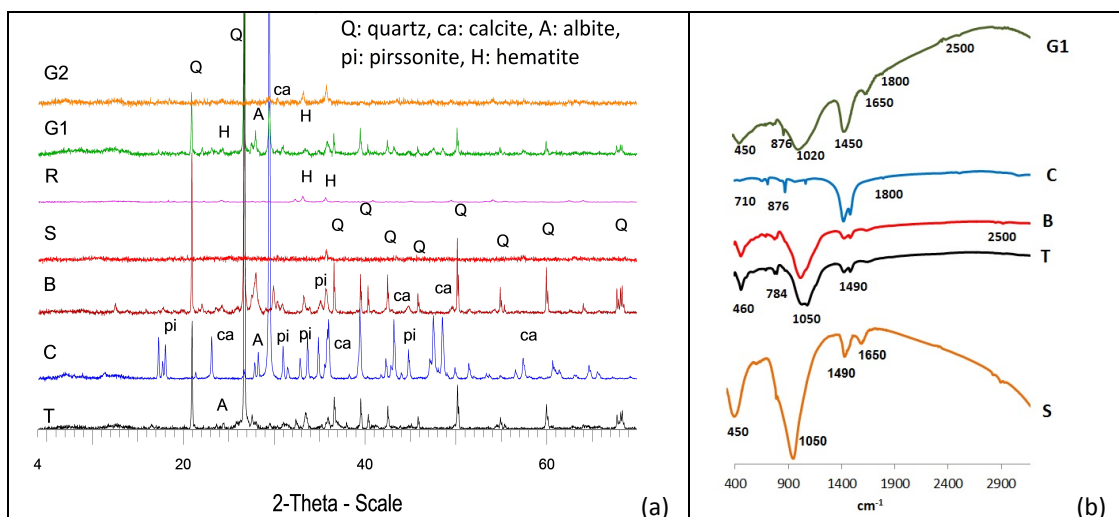 Q: quartz, ca: calcite, A: albite,
pi: pirssonite, H: hematite
Q
Q
G2
ca
A
H
H
G1
R
H
H
S
Q
Q
Q
Q
Q
Q
Q
Q
B
pi
ca
ca
C
pi
ca
A
pi
pi
ca
pi
ca
T
A
4
20
40
60
2-Theta - Scale
(a)
G1
2500
1800
1650
450
876
1020
1450
C
710
876
1800
B
2500
T
460
784
1050
1490
1490
1660
S
450
1050
400
900
1400
1900
2400
2900
cm⁻¹
(b)